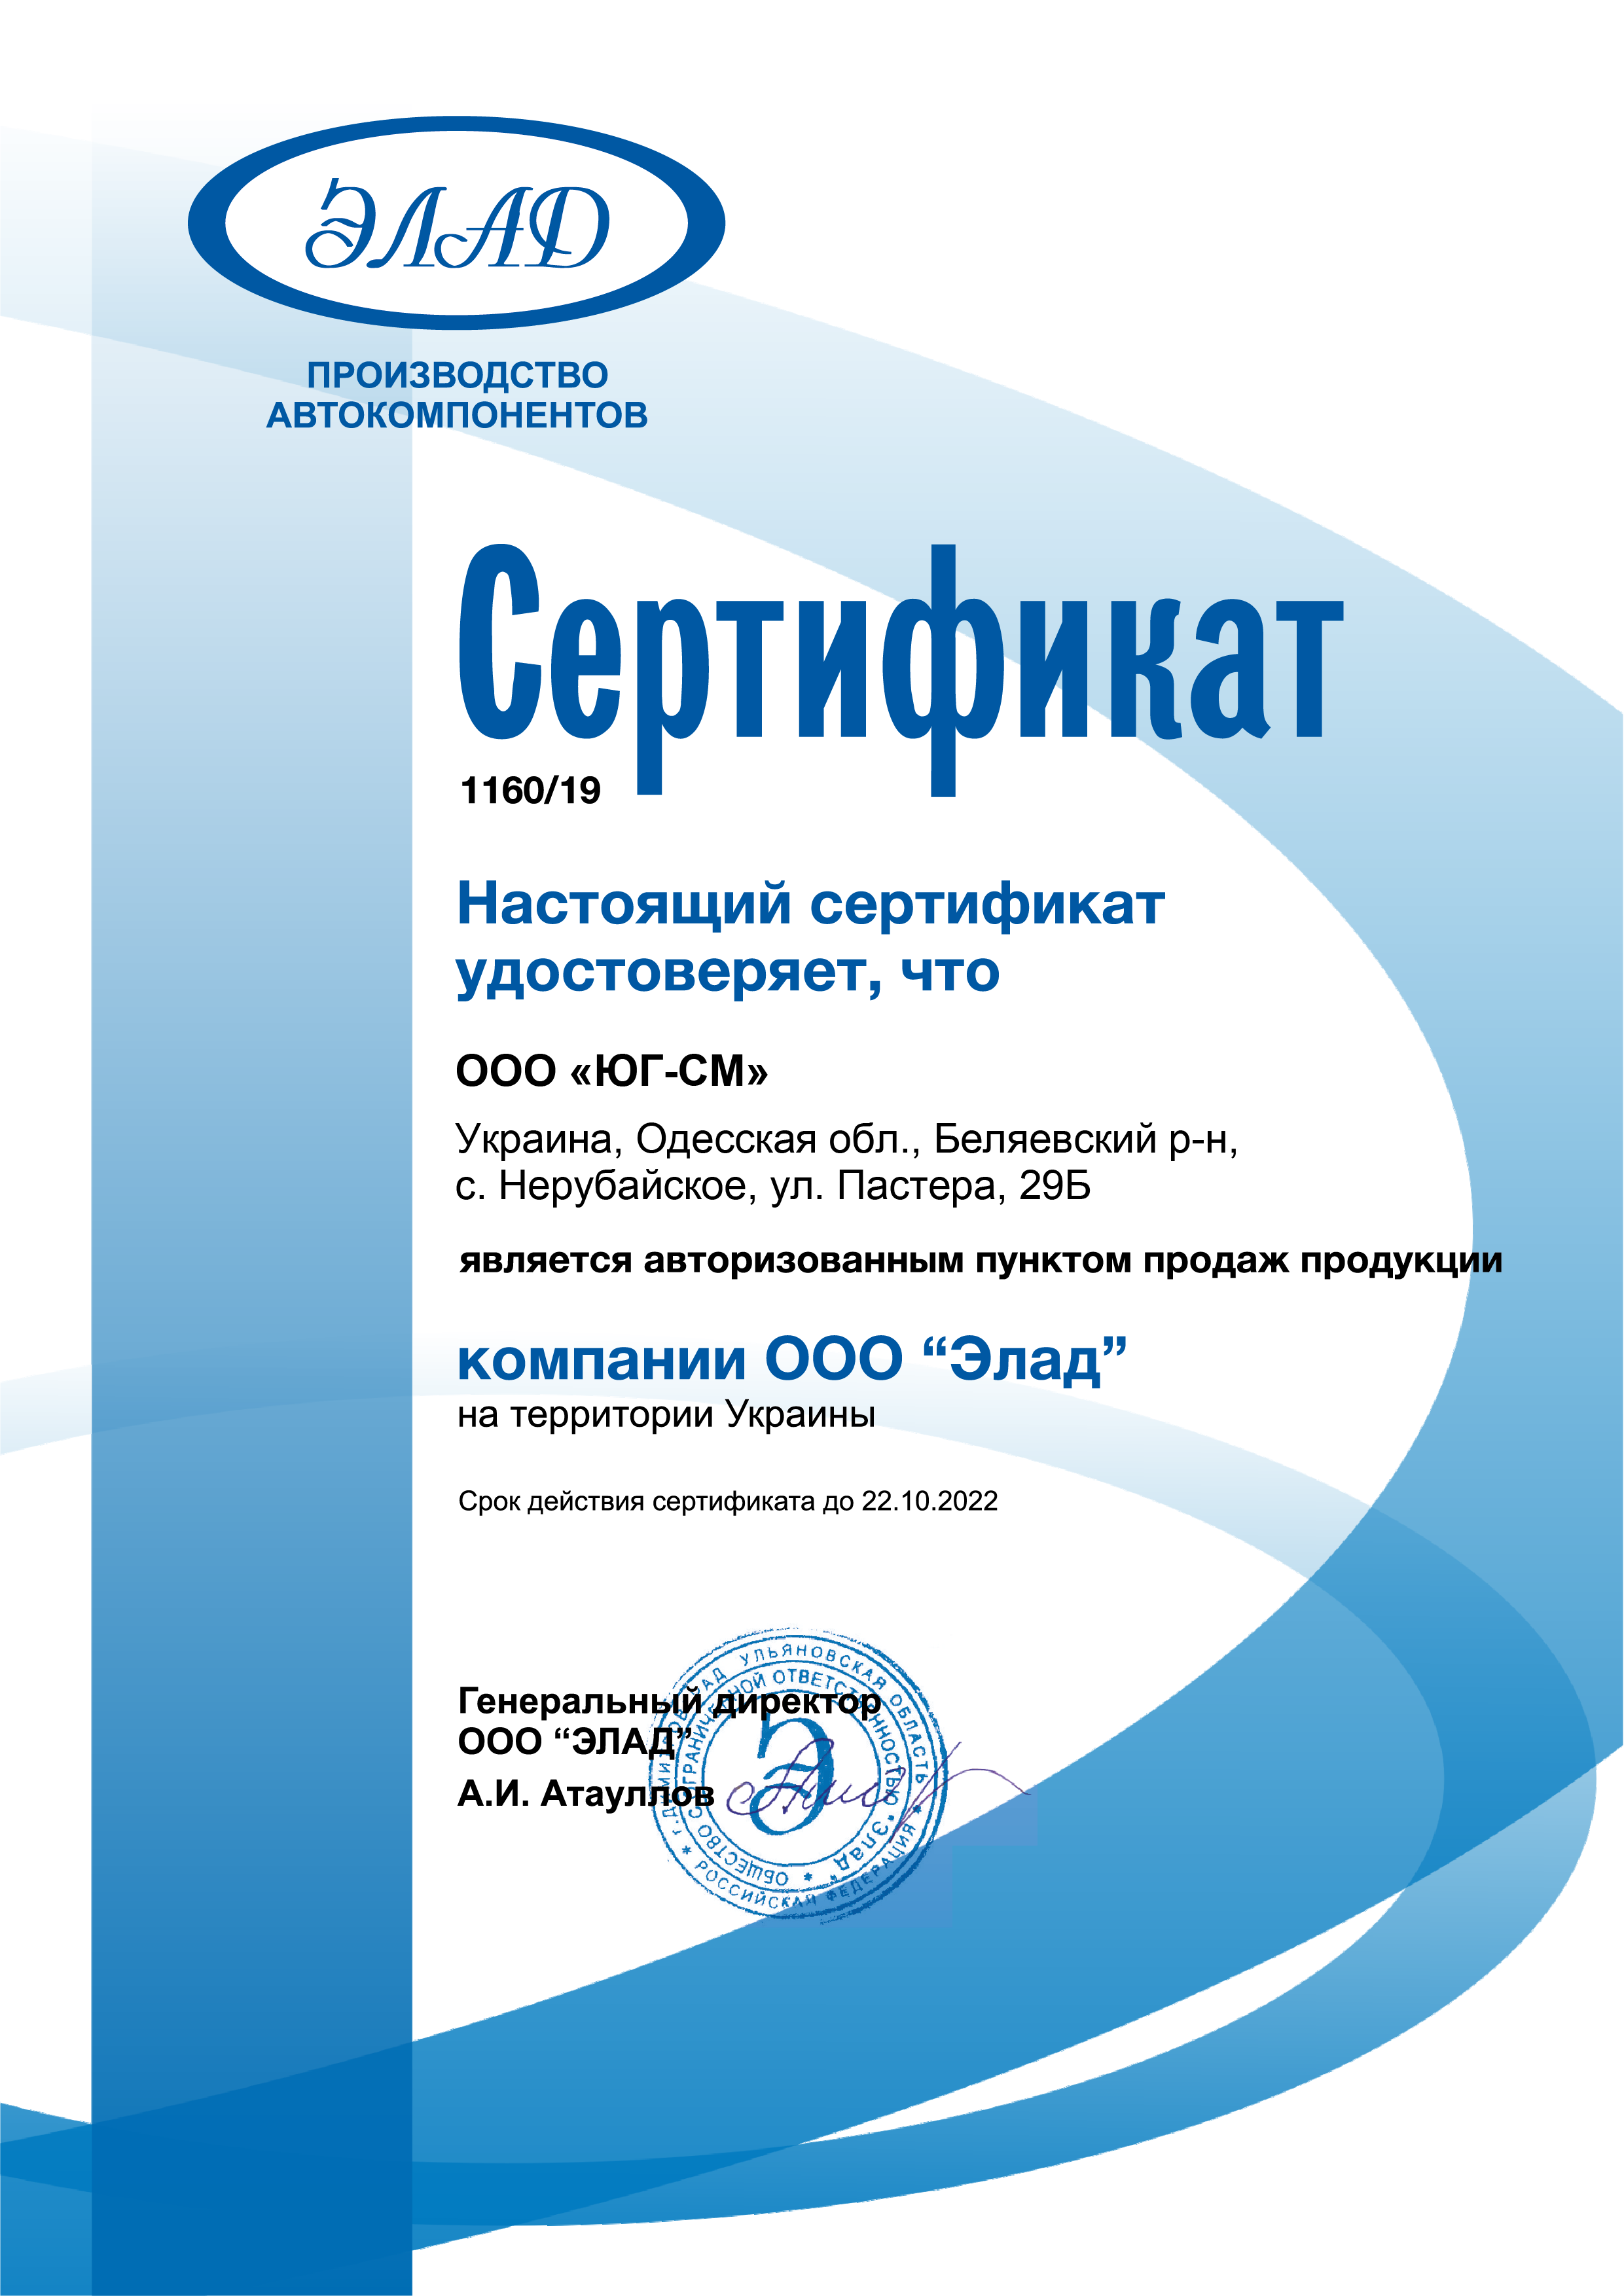 ЭЛАД
ПРОИЗВОДСТВО
АВТОКОМПОНЕНТОВ
Сертификат
1160/19
Настоящий сертификат
удостоверяет, что
ООО «ЮГ-СМ»
Украина, Одесская обл., Беляевский р-н,
с. Нерубайское, ул. Пастера, 29Б
является авторизованным пунктом продаж продукции
компании ООО “Элад”
на территории Украины
Срок действия сертификата до 22.10.2022
Генеральный директор
ООО “ЭЛАД”
А.И. Атауллов
г. ДИМИТРОВГРАД УЛЬЯНОВСКАЯ ОБЛАСТЬ
* РОССИЙСКАЯ ФЕДЕРАЦИЯ *
ОБЩЕСТВО С ОГРАНИЧЕННОЙ ОТВЕТСТВЕННОСТЬЮ "Элад" *
Э